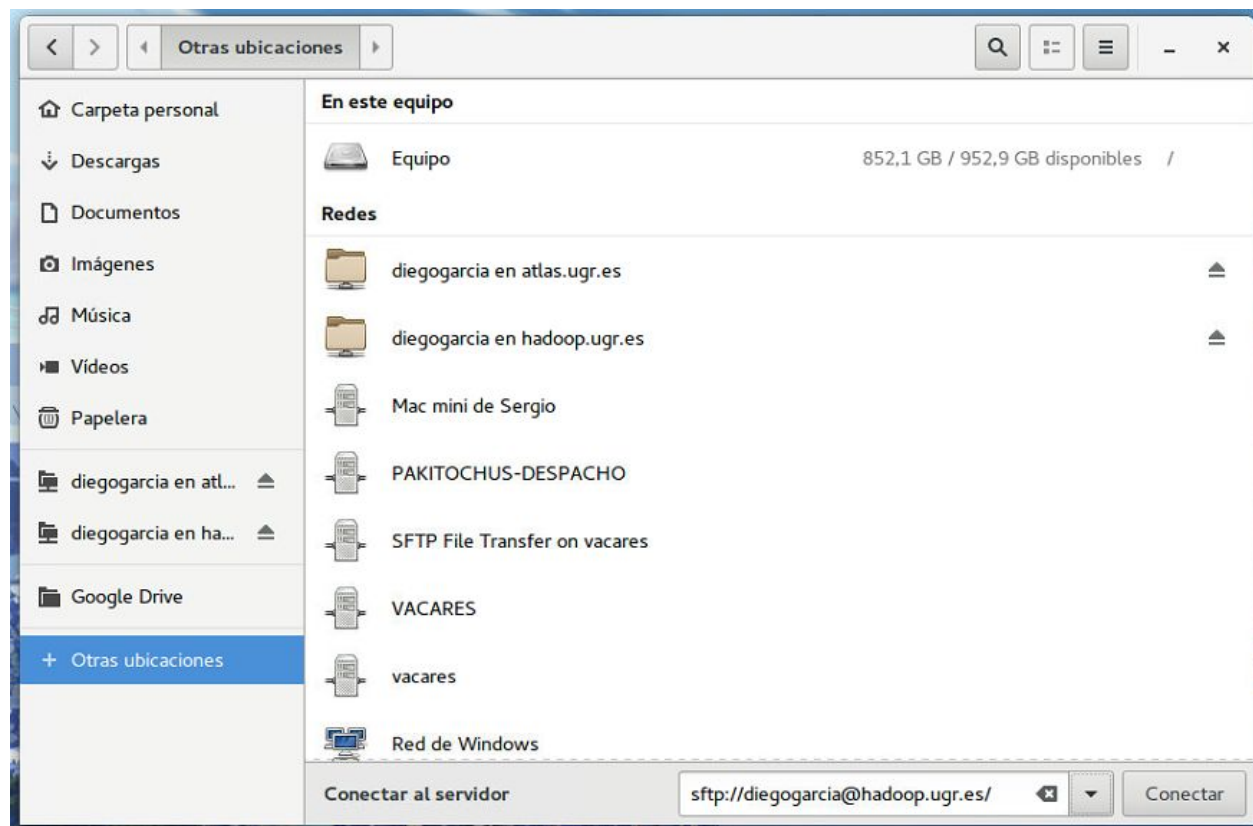 Otras ubicaciones
Carpeta personal
Descargas
Documentos
Imágenes
Música
Vídeos
Papelera
diegogarcia en atl...
diegogarcia en ha...
Google Drive
+ Otras ubicaciones
En este equipo
Equipo 852,1 GB / 952,9 GB disponibles /
Redes
diegogarcia en atlas.ugr.es
diegogarcia en hadoop.ugr.es
Mac mini de Sergio
PAKITOCHUS-DESPACHO
SFTP File Transfer on vacares
VACARES
vacares
Red de Windows
Conectar al servidor sftp://diegogarcia@hadoop.ugr.es/ Conectar